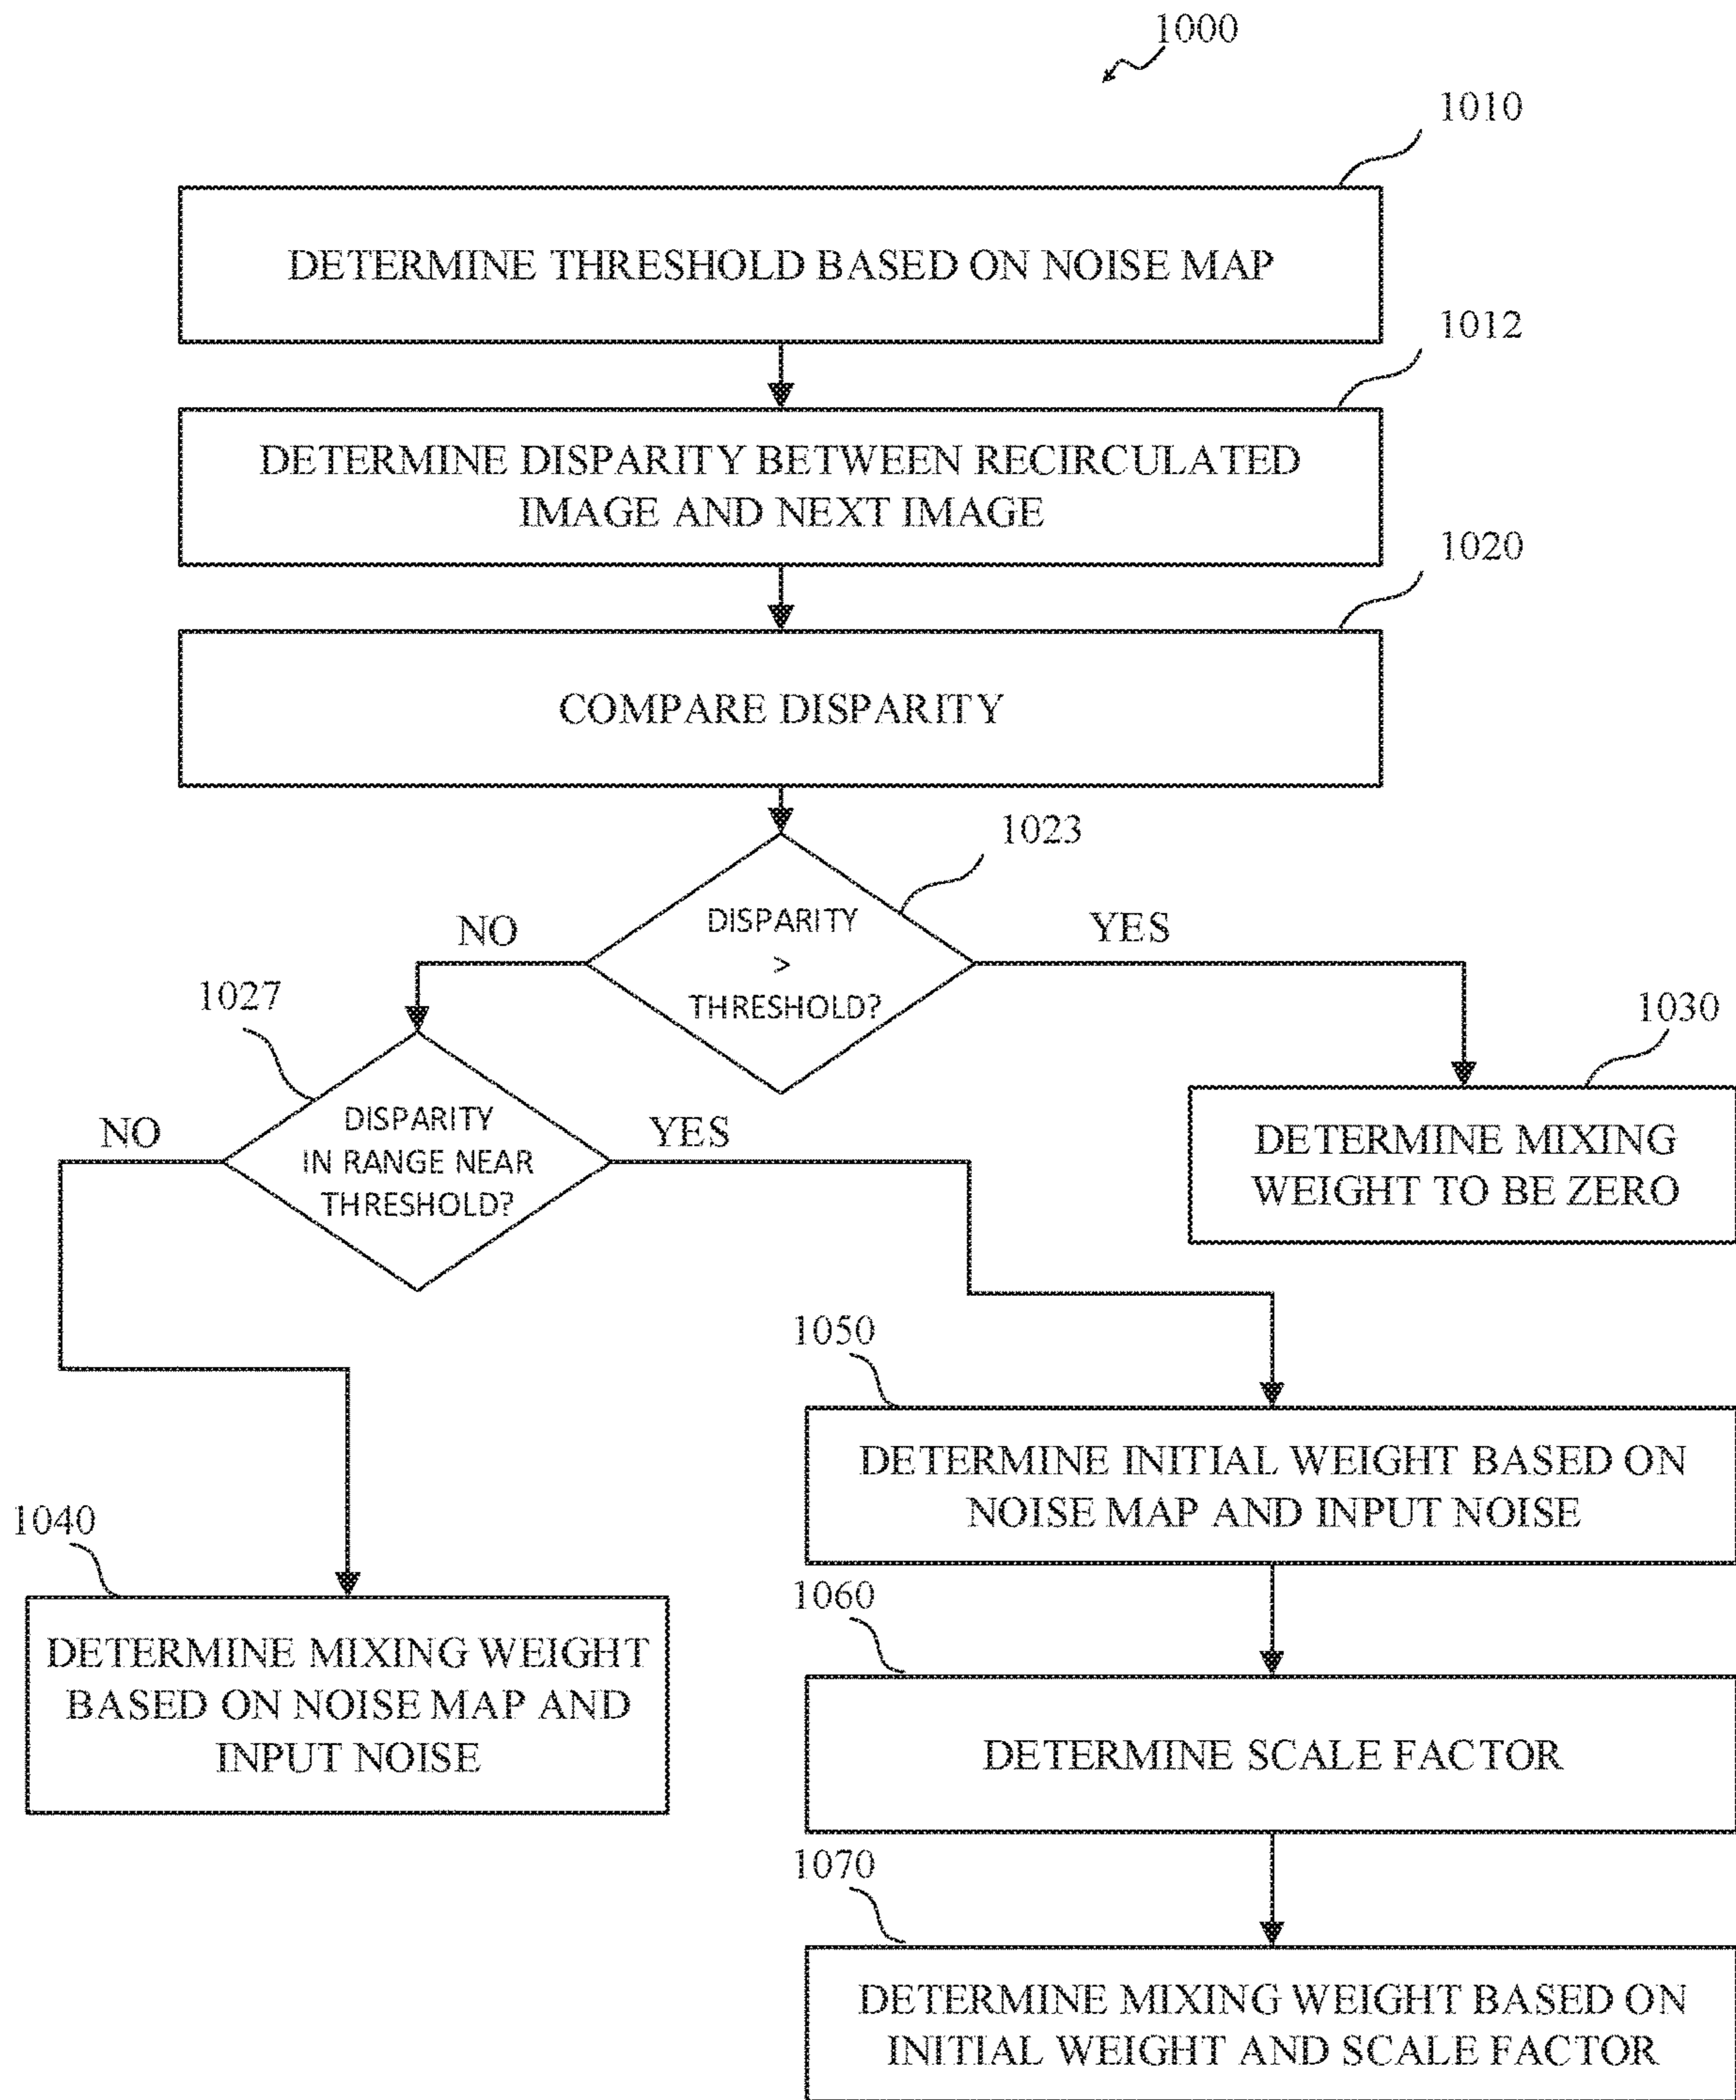 1000
1010
DETERMINE THRESHOLD BASED ON NOISE MAP
1012
DETERMINE DISPARITY BETWEEN RECIRCULATED
IMAGE AND NEXT IMAGE
1020
COMPARE DISPARITY
1023
DISPARITY
>
THRESHOLD?
NO
YES
1027
DISPARITY
IN RANGE NEAR
THRESHOLD?
NO
YES
1030
DETERMINE MIXING
WEIGHT TO BE ZERO
1050
DETERMINE INITIAL WEIGHT BASED ON
NOISE MAP AND INPUT NOISE
1040
DETERMINE MIXING WEIGHT
BASED ON NOISE MAP AND
INPUT NOISE
1060
DETERMINE SCALE FACTOR
1070
DETERMINE MIXING WEIGHT BASED ON
INITIAL WEIGHT AND SCALE FACTOR